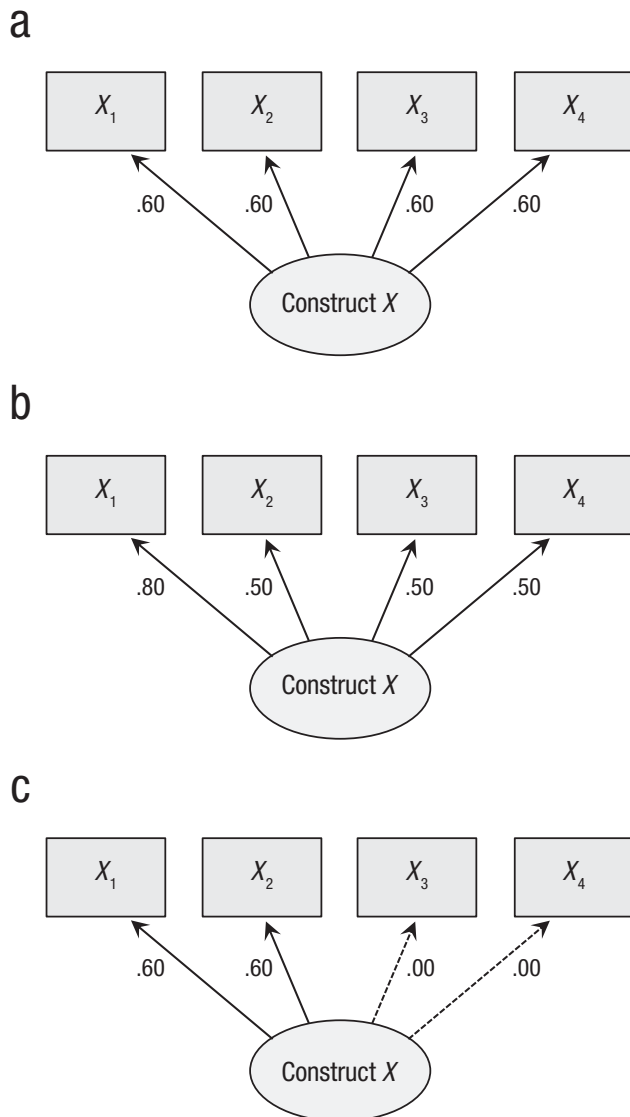 a
X1 X2 X3 X4
.60 .60 .60 .60
Construct X
b
X1 X2 X3 X4
.80 .50 .50 .50
Construct X
c
X1 X2 X3 X4
.60 .60 .00 .00
Construct X